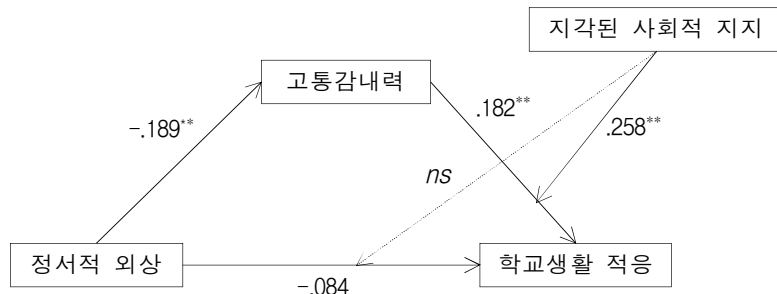 지각된 사회적 지지
고통감내력
.182**
-.189**
.258**
ns
정서적 외상
학교생활 적응
-.084